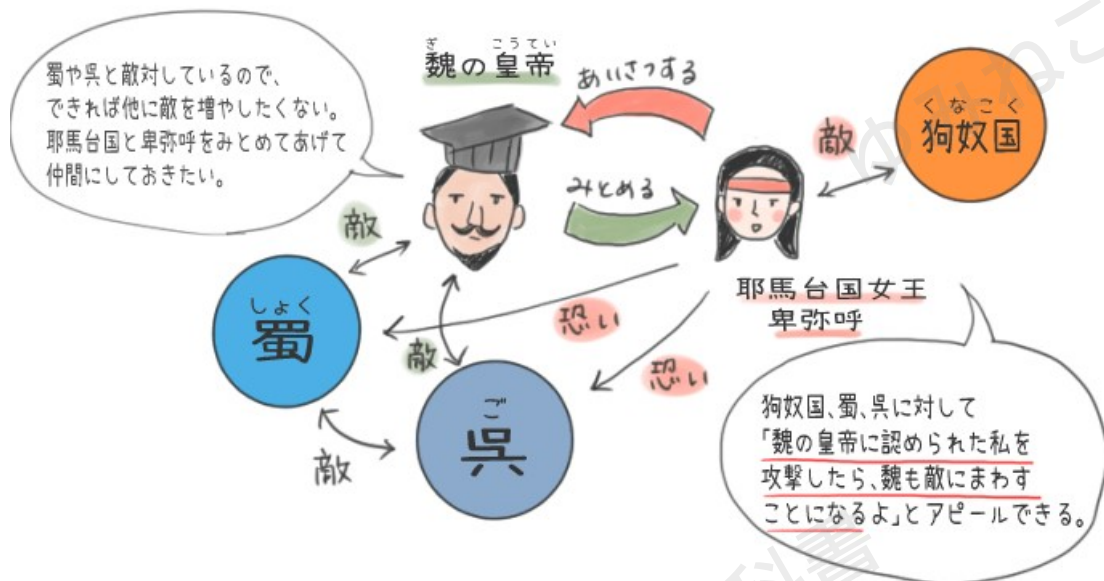 蜀や呉と敵対しているので、
できれば他に敵を増やしたくない。
耶馬台国と卑弥呼をみとめてあげて
仲間にしておきたい。
ぎ こうてい
魏の皇帝
あいさつする
みとめる
敵
くなこく
狗奴国
敵
しょく
蜀
敵
恐い
恐い
耶馬台国女王
卑弥呼
ご
呉
敵
狗奴国、蜀、呉に対して
「魏の皇帝に認められた私を
攻撃したら、魏も敵にまわす
ことになるよ」とアピールできる。